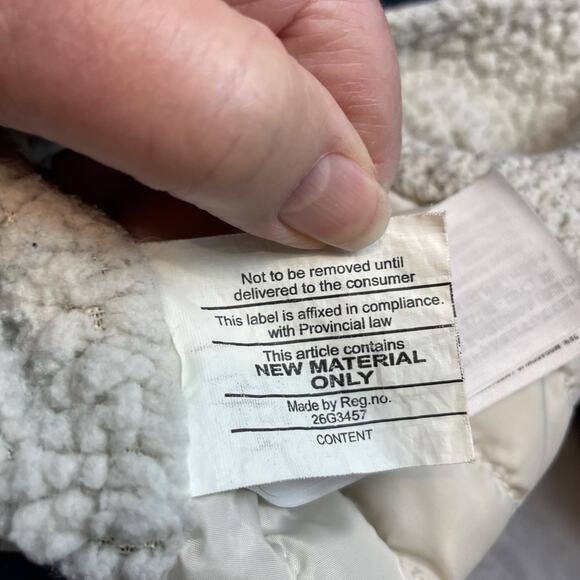 Not to be removed until
delivered to the consumer
This label is affixed in compliance.
with Provincial law
This article contains
NEW MATERIAL
ONLY
Made by Reg.no.
26G3457
CONTENT